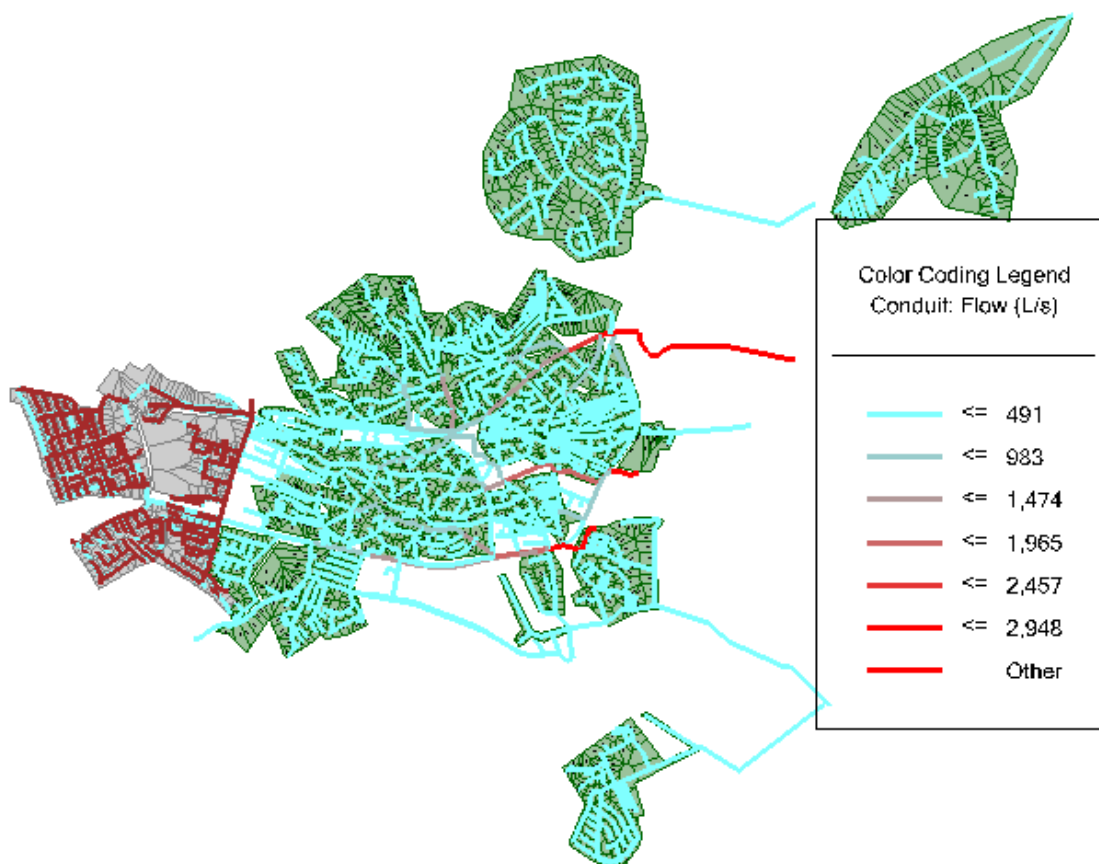 Color Coding Legend
Conduit: Flow (L/s)
<= 491
<= 983
<= 1,474
<= 1,965
<= 2,457
<= 2,948
Other